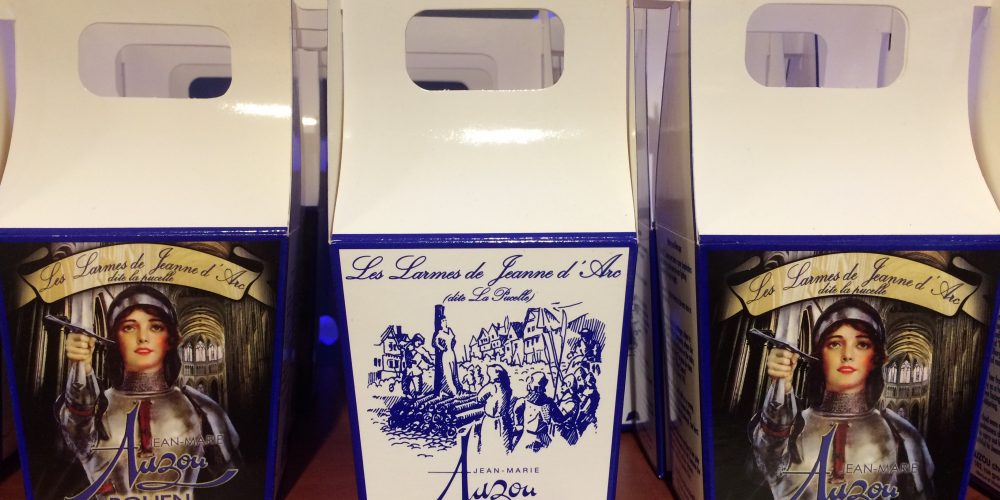 Les Larmes de Jeanne d'Arc
dite la pucelle
JEAN-MARIE
Auzou
ROUEN
Les Larmes de Jeanne d'Arc
(dite La Pucelle)
JEAN-MARIE
Auzou
Les Larmes de Jeanne d'Arc
dite la pucelle
JEAN-MARIE
Auzou